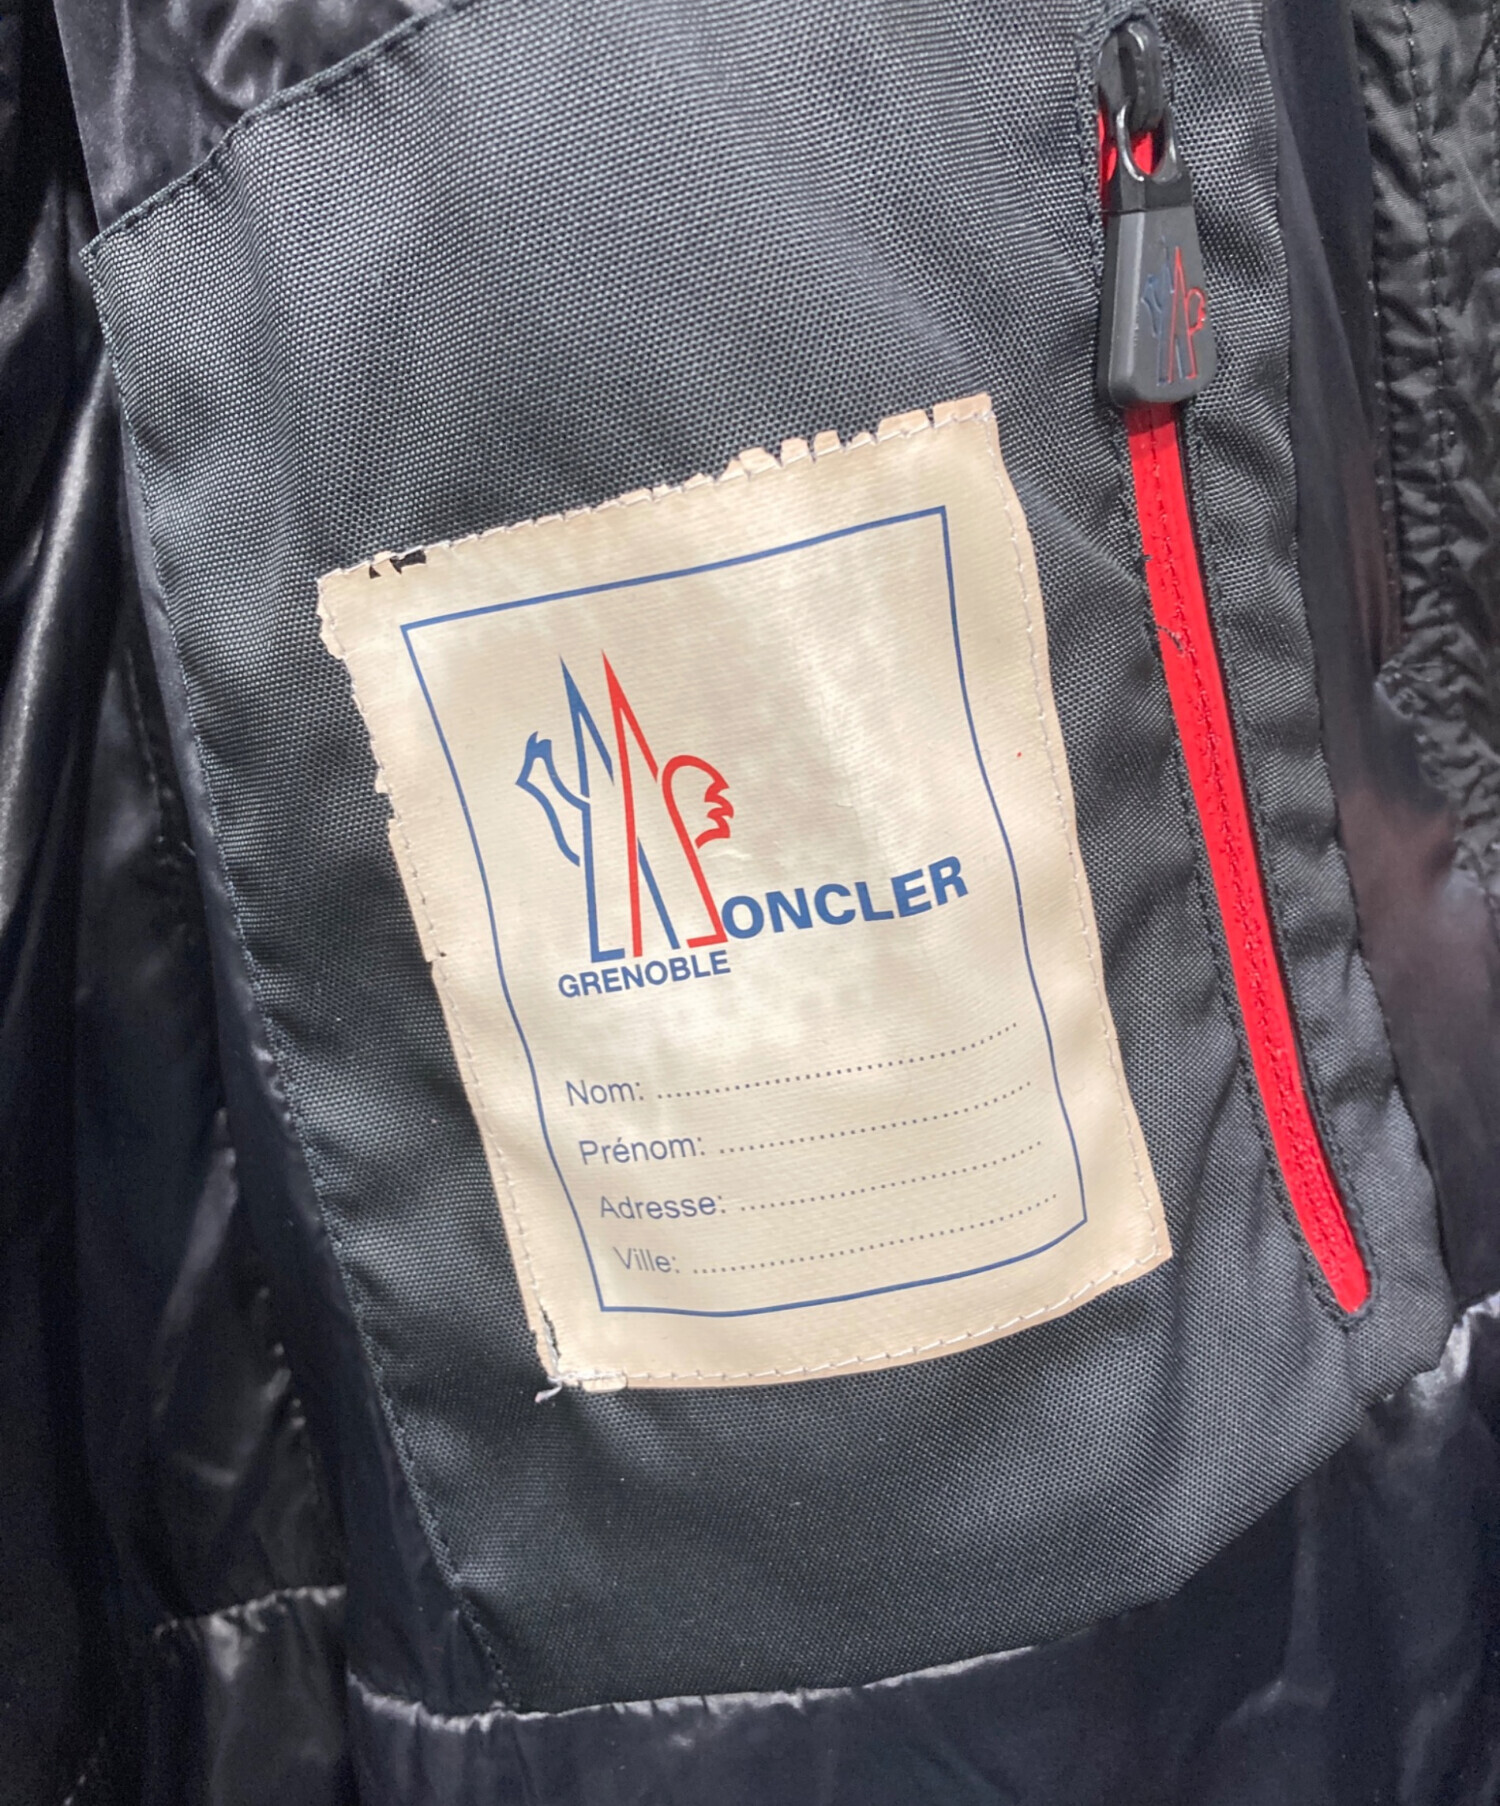 MONCLER
GRENOBLE
Nom: ..............................
Prénom: ..............................
Adresse: ..............................
Ville: ..............................